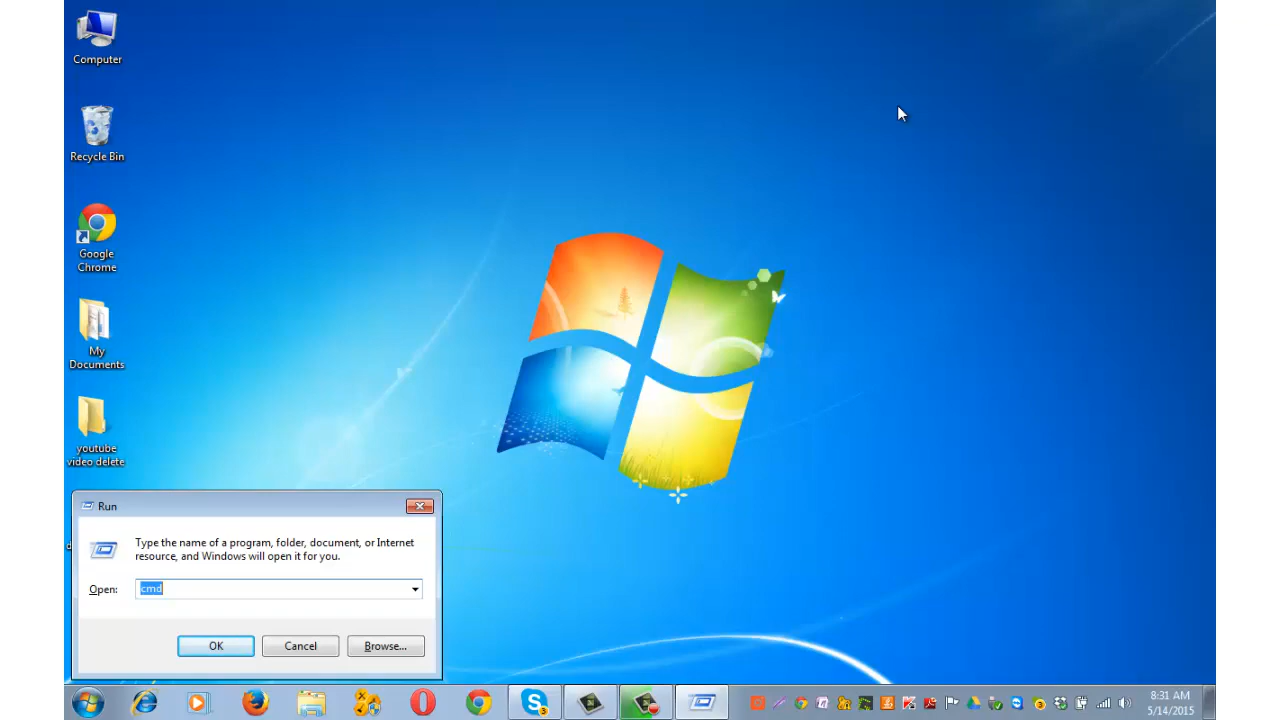 Computer
Recycle Bin
Google
Chrome
My
Documents
youtube
video delete
Run
Type the name of a program, folder, document, or Internet
resource, and Windows will open it for you.
Open:
cmd
OK
Cancel
Browse...
8:31 AM
5/14/2015